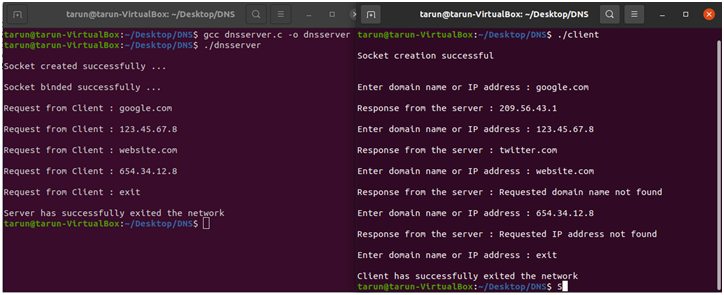 tarun@tarun-VirtualBox: ~/Desktop/DNS
tarun@tarun-VirtualBox:~/Desktop/DNS$ gcc dnsserver.c -o dnsserver
tarun@tarun-VirtualBox:~/Desktop/DNS$ ./dnsserver
Socket created successfully ...
Socket binded successfully ...
Request from Client : google.com
Request from Client : 123.45.67.8
Request from Client : website.com
Request from Client : 654.34.12.8
Request from Client : exit
Server has successfully exited the network
tarun@tarun-VirtualBox:~/Desktop/DNS$
tarun@tarun-VirtualBox: ~/Desktop/DNS
tarun@tarun-VirtualBox:~/Desktop/DNS$ ./client
Socket creation successful
Enter domain name or IP address : google.com
Response from the server : 209.56.43.1
Enter domain name or IP address : 123.45.67.8
Response from the server : twitter.com
Enter domain name or IP address : website.com
Response from the server : Requested domain name not found
Enter domain name or IP address : 654.34.12.8
Response from the server : Requested IP address not found
Enter domain name or IP address : exit
Client has successfully exited the network
tarun@tarun-VirtualBox:~/Desktop/DNS$ S